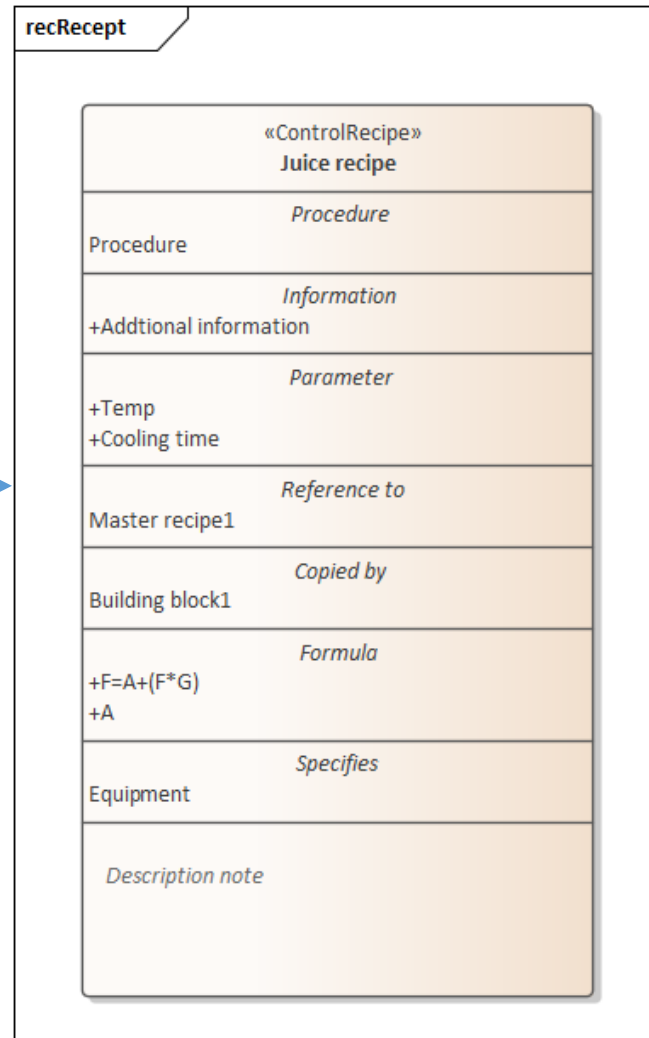 recRecept
«ControlRecipe»
Juice recipe
Procedure
Procedure
Information
+Addtional information
Parameter
+Temp
+Cooling time
Reference to
Master recipe1
Copied by
Building block1
Formula
+F=A+(F*G)
+A
Specifies
Equipment
Description note